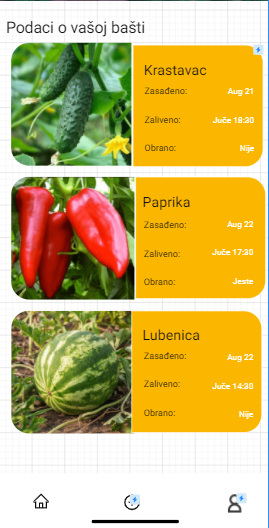 Podaci o vašoj bašti
Krastavac
Zasađeno: Aug 21
Zaliveno: Juče 18:30
Obrano: Nije
Paprika
Zasađeno: Aug 22
Zaliveno: Juče 17:30
Obrano: Jeste
Lubenica
Zasađeno: Aug 22
Zaliveno: Juče 14:30
Obrano: Nije